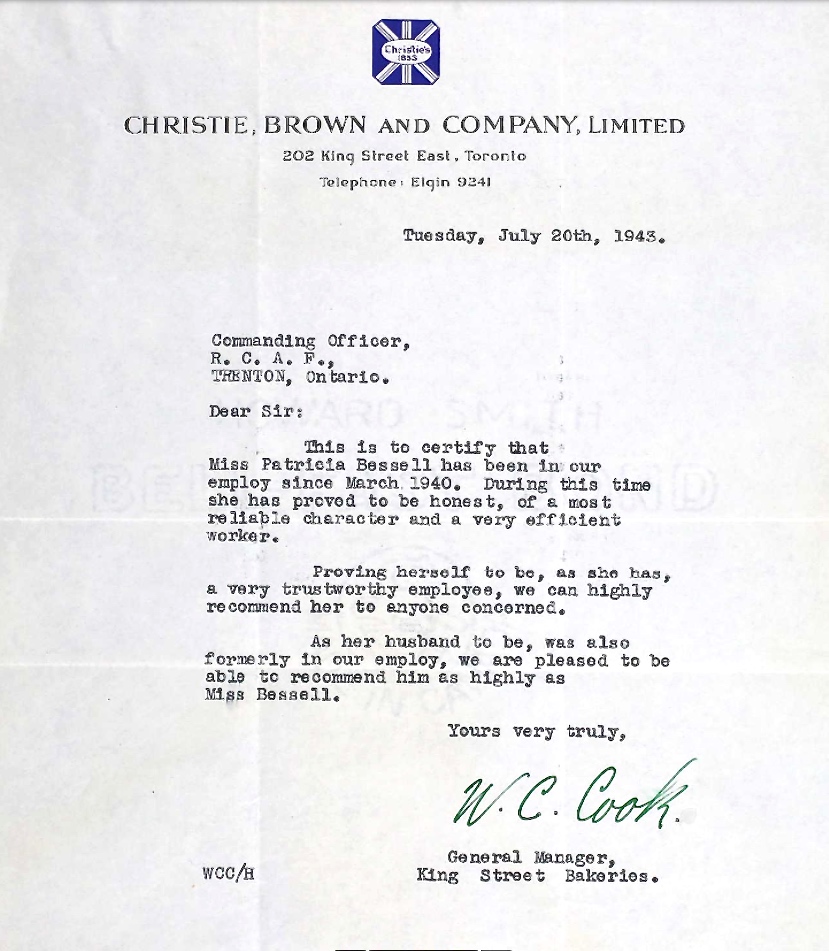 Christie's
1853
CHRISTIE, BROWN AND COMPANY, LIMITED
202 King Street East, Toronto
Telephone: Elgin 9241
Tuesday, July 20th, 1943.
Commanding Officer,
R. C. A. F.,
TRENTON, Ontario.
Dear Sir:
This is to certify that
Miss Patricia Bessell has been in our
employ since March 1940. During this time
she has proved to be honest, of a most
reliable character and a very efficient
worker.
Proving herself to be, as she has,
a very trustworthy employee, we can highly
recommend her to anyone concerned.
As her husband to be, was also
formerly in our employ, we are pleased to be
able to recommend him as highly as
Miss Bessell.
Yours very truly,
W. C. Cook.
General Manager,
WCC/H King Street Bakeries.